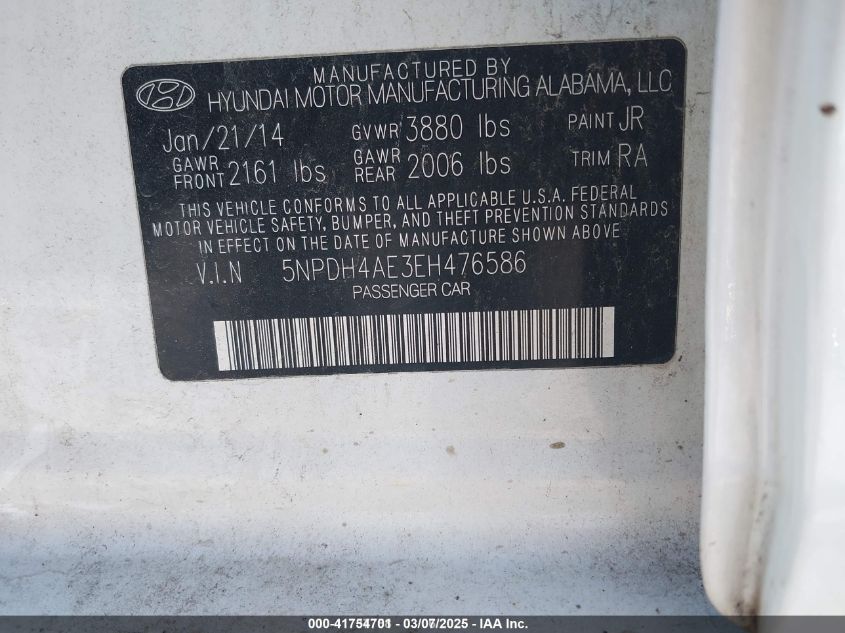 MANUFACTURED BY
HYUNDAI MOTOR MANUFACTURING ALABAMA, LLC
Jan/21/14 GVWR 3880 lbs PAINT JR
GAWR FRONT 2161 lbs GAWR REAR 2006 lbs TRIM RA
THIS VEHICLE CONFORMS TO ALL APPLICABLE U.S.A. FEDERAL
MOTOR VEHICLE SAFETY, BUMPER, AND THEFT PREVENTION STANDARDS
IN EFFECT ON THE DATE OF MANUFACTURE SHOWN ABOVE.
V.I.N 5NPDH4AE3EH476586
PASSENGER CAR
000-41754701 - 03/07/2025 - IAA Inc.